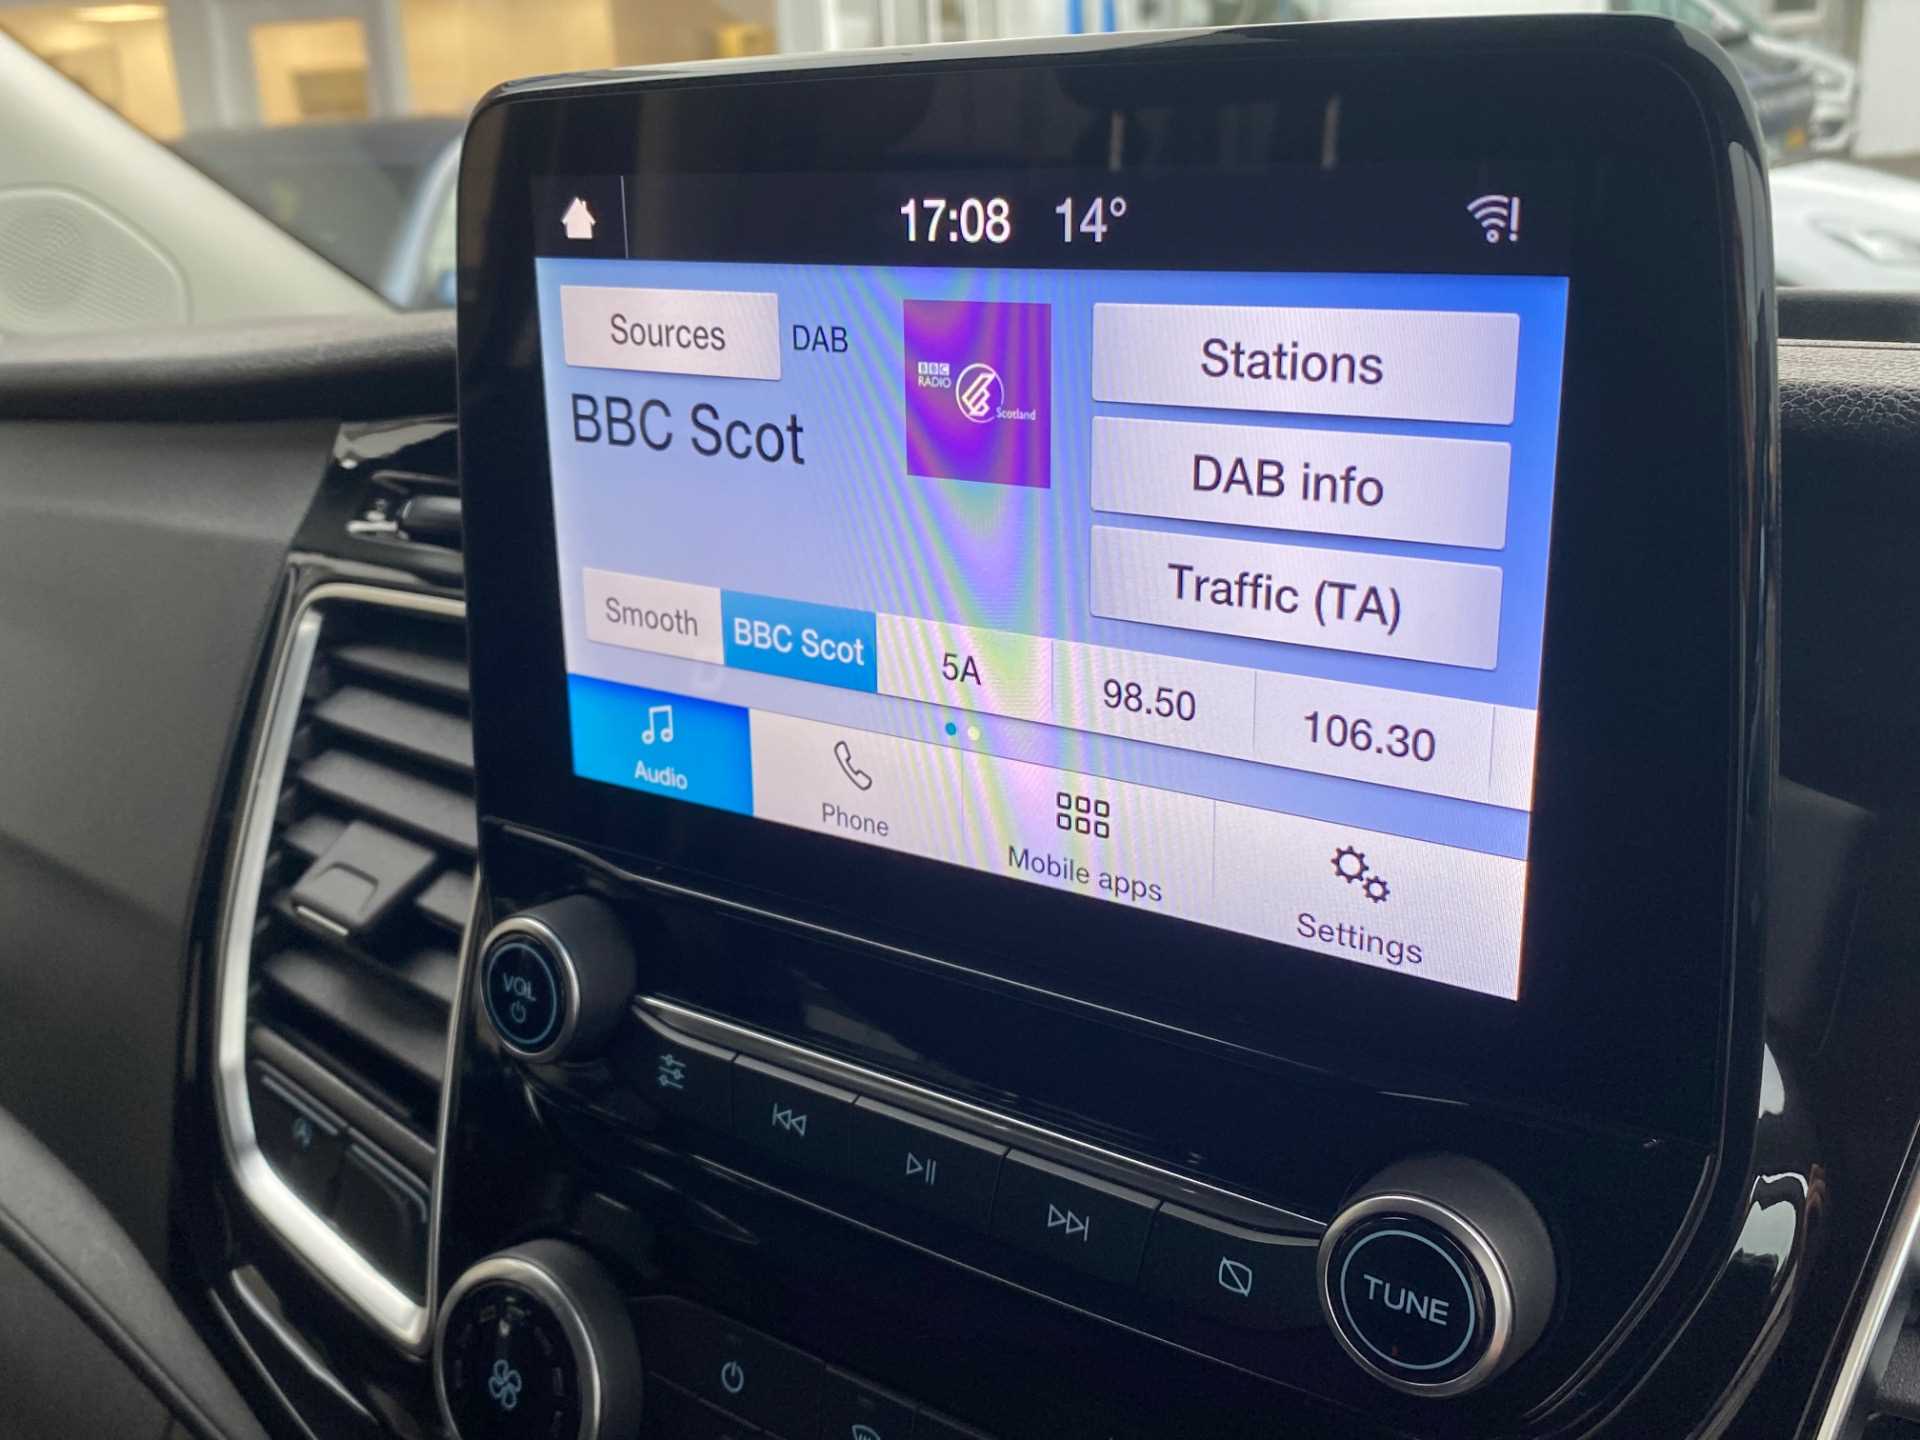 17:08 14°
Sources DAB
BBC
RADIO
Scotland
BBC Scot
Stations
DAB info
Traffic (TA)
Smooth BBC Scot 5A 98.50 106.30
Audio Phone Mobile apps Settings
VOL
TUNE